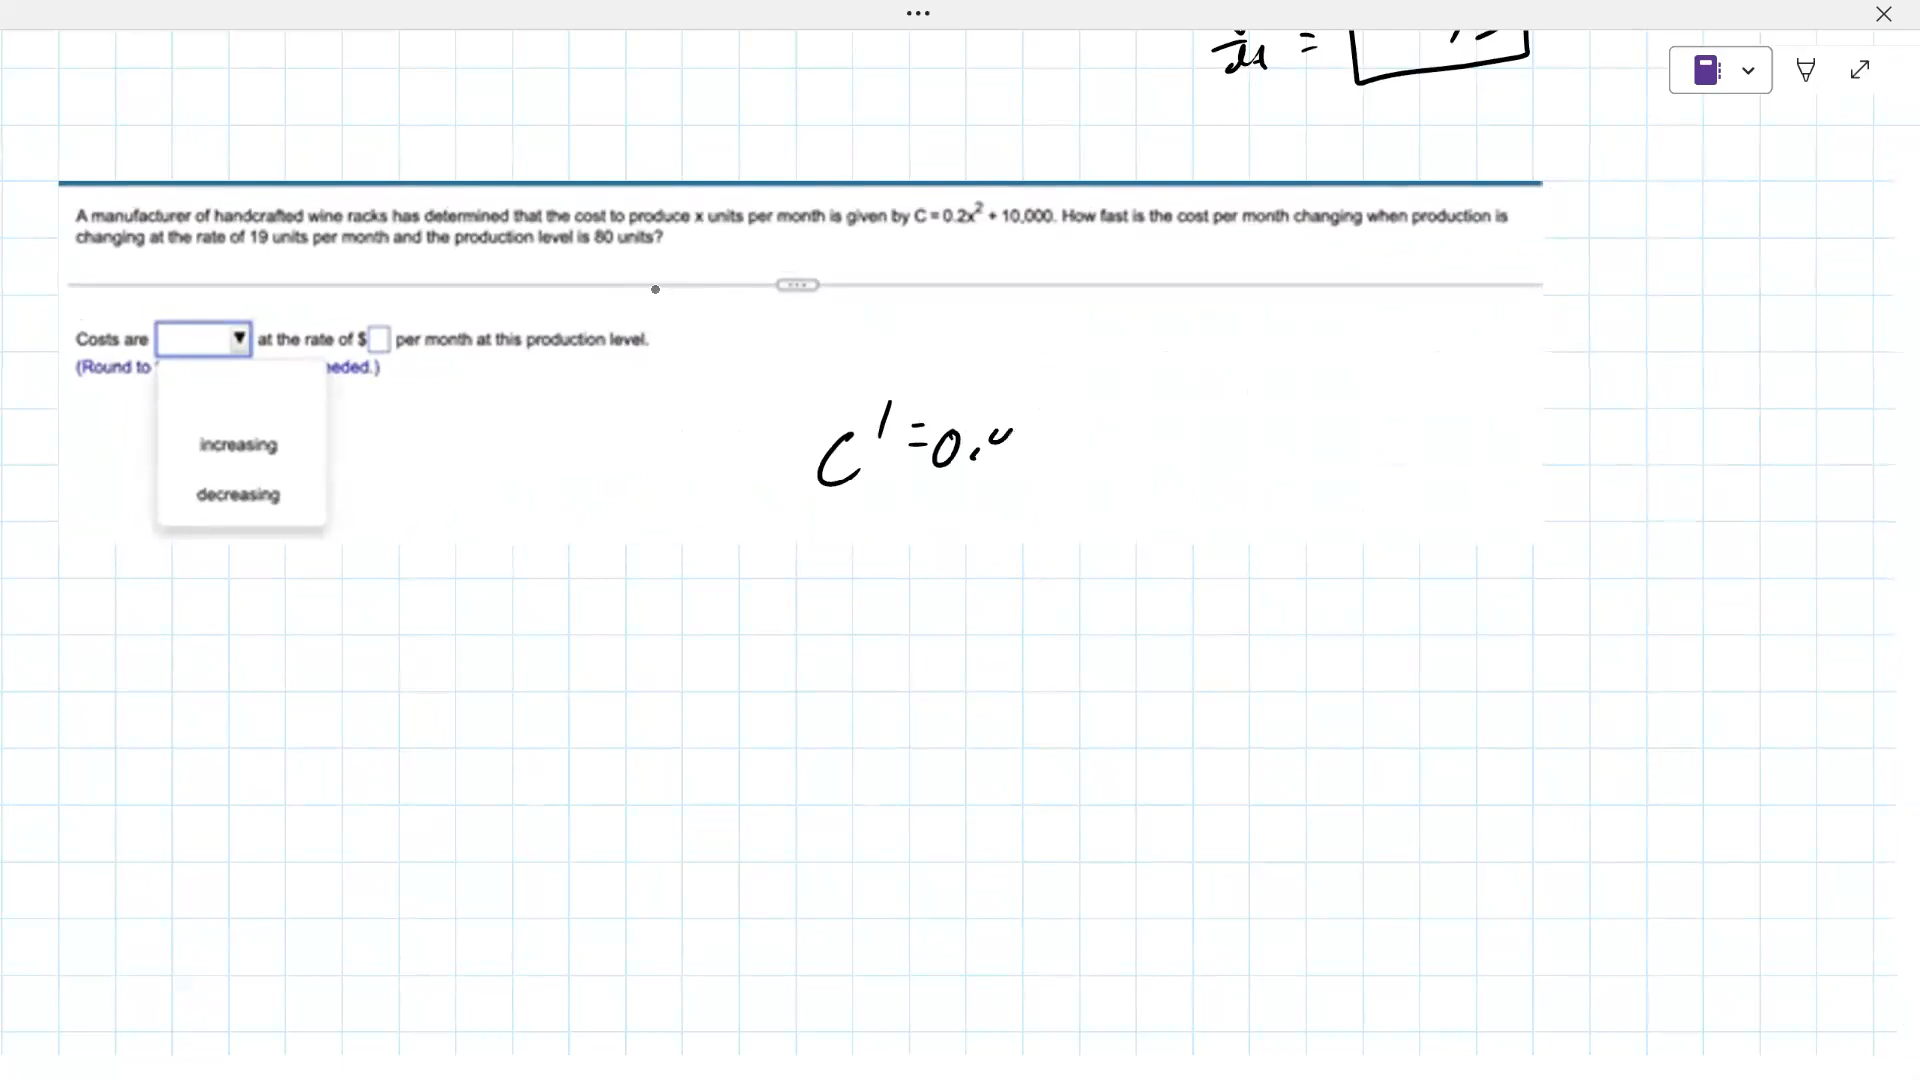 A manufacturer of handcrafted wine racks has determined that the cost to produce x units per month is given by C = 0.2x² + 10,000. How fast is the cost per month changing when production is
changing at the rate of 19 units per month and the production level is 80 units?
Costs are at the rate of $ per month at this production level.
(Round to eeded.)
increasing
decreasing
C' = 0.